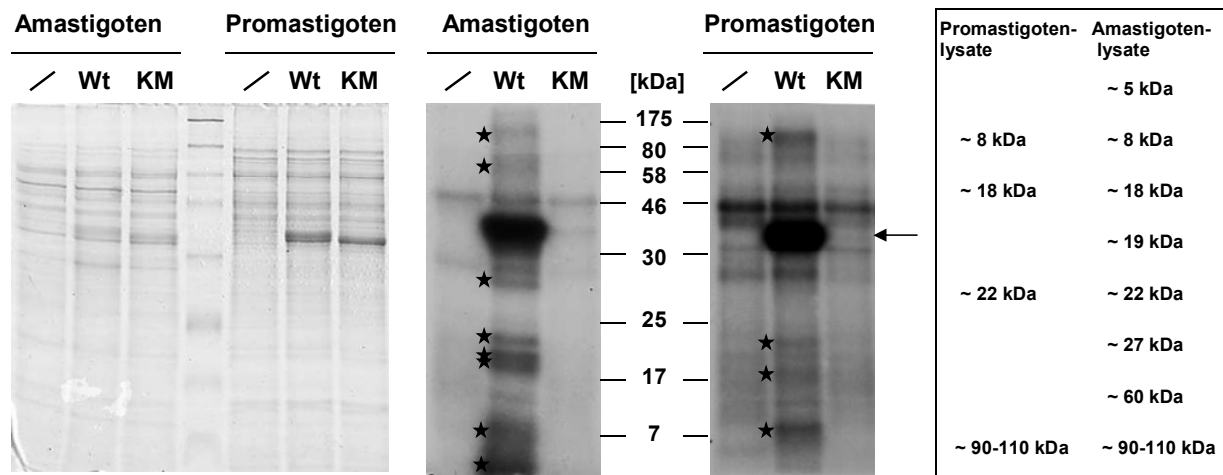 Amastigoten Promastigoten Amastigoten Promastigoten
/ Wt KM / Wt KM / Wt KM [kDa] / Wt KM
175
80
58
46
30
25
17
7
Promastigoten-
lysate
Amastigoten-
lysate
~ 5 kDa
~ 8 kDa ~ 8 kDa
~ 18 kDa ~ 18 kDa
~ 19 kDa
~ 22 kDa ~ 22 kDa
~ 27 kDa
~ 60 kDa
~ 90-110 kDa ~ 90-110 kDa